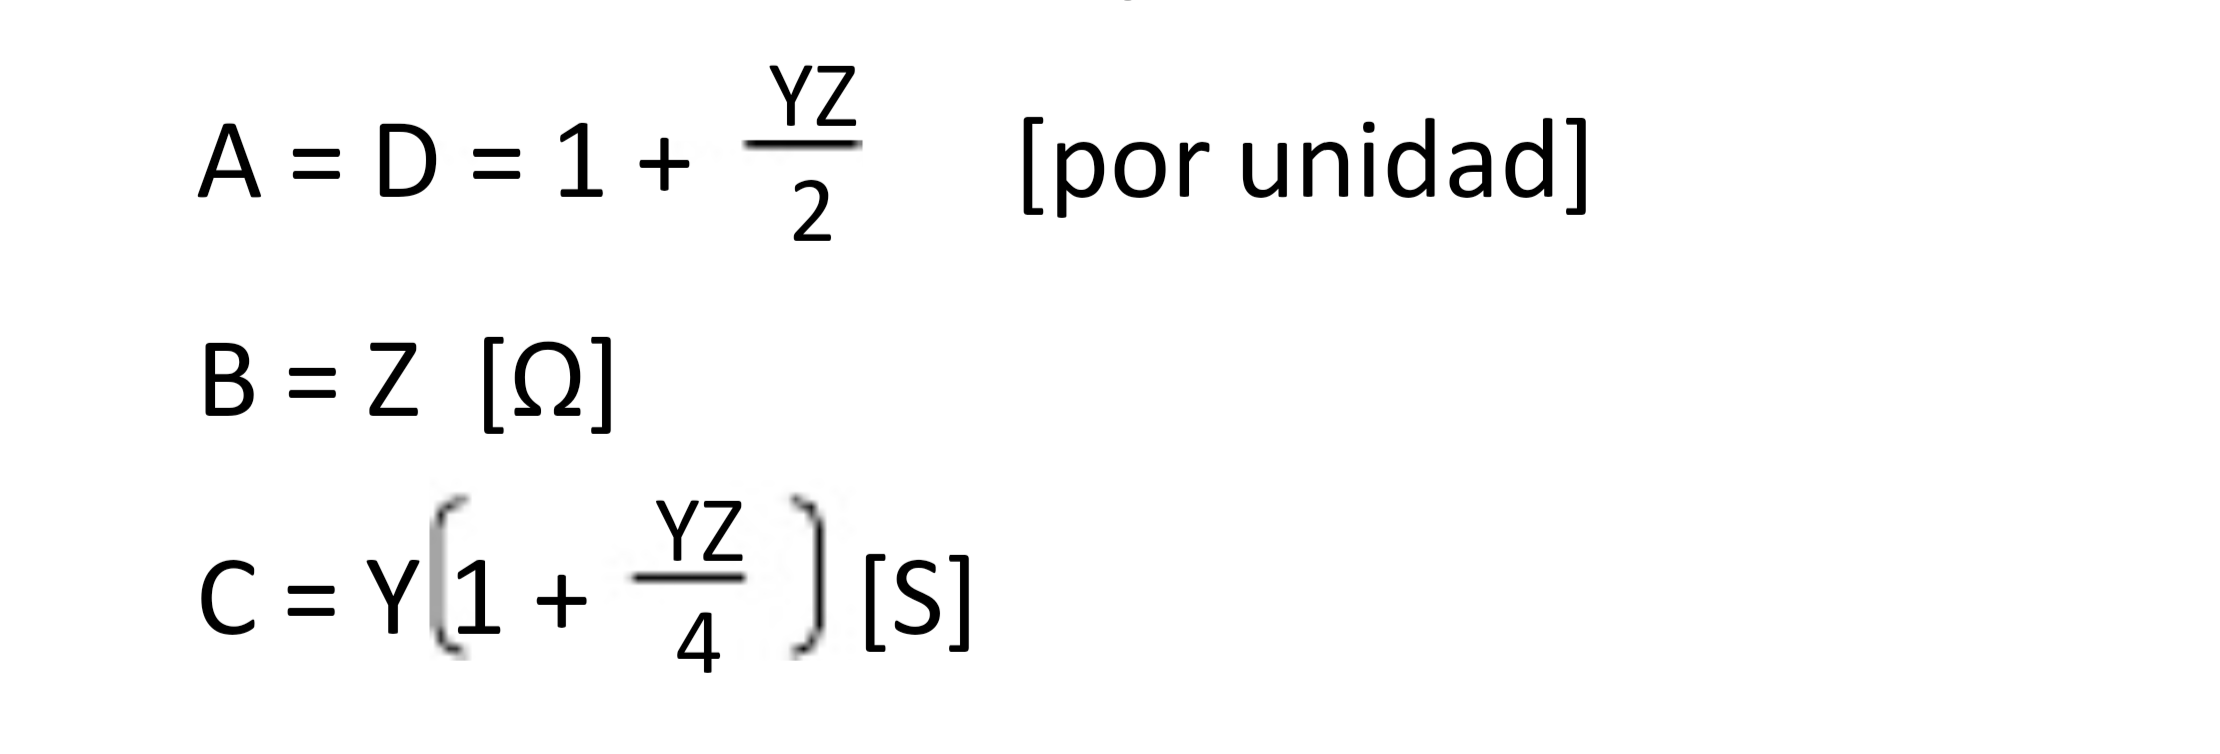 A = D = 1 + YZ/2 [por unidad]
B = Z [Ω]
C = Y(1 + YZ/4) [S]